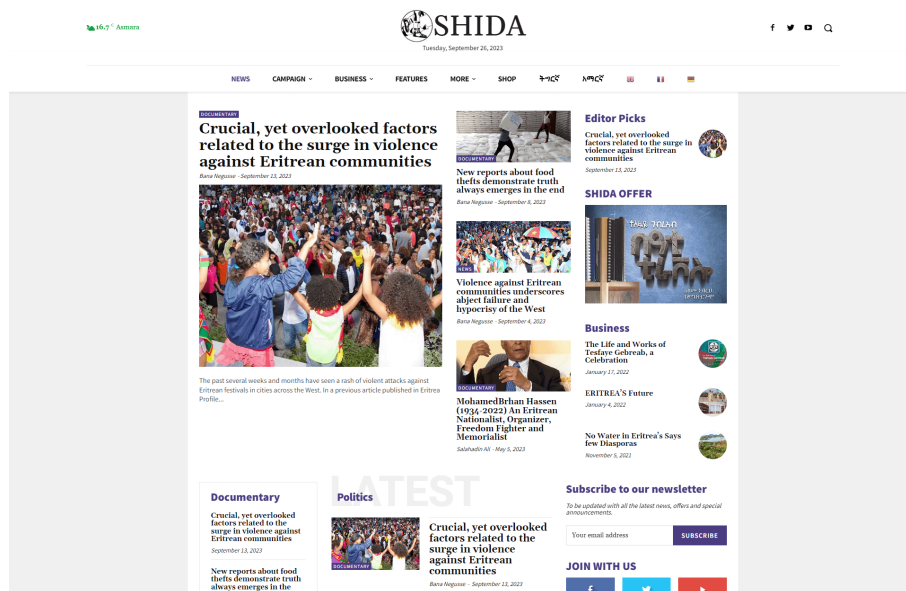 16.7 C Asmara
SHIDA
Tuesday, September 26, 2023
NEWS CAMPAIGN BUSINESS FEATURES MORE SHOP ትግርኛ አማርኛ
DOCUMENTARY
Crucial, yet overlooked factors
related to the surge in violence
against Eritrean communities
Bana Negusse - September 13, 2023
The past several weeks and months have seen a rash of violent attacks against
Eritrean festivals in cities across the West. In a previous article published in Eritrea
Profile...
DOCUMENTARY
New reports about food
thefts demonstrate truth
always emerges in the end
Bana Negusse - September 8, 2023
NEWS
Violence against Eritrean
communities underscores
abject failure and
hypocrisy of the West
Bana Negusse - September 4, 2023
DOCUMENTARY
MohamedBrhan Hassen
(1934-2022) An Eritrean
Nationalist, Organizer,
Freedom Fighter and
Memorialist
Salahadin Ali - May 5, 2023
Editor Picks
Crucial, yet overlooked
factors related to the surge in
violence against Eritrean
communities
September 13, 2023
SHIDA OFFER
Business
The Life and Works of
Tesfaye Gebreab, a
Celebration
January 17, 2022
ERITREA'S Future
January 4, 2022
No Water in Eritrea's Says
few Diasporas
November 5, 2021
Documentary
Crucial, yet overlooked
factors related to the
surge in violence against
Eritrean communities
September 13, 2023
New reports about food
thefts demonstrate truth
always emerges in the
LATEST
Politics
DOCUMENTARY
Crucial, yet overlooked
factors related to the
surge in violence
against Eritrean
communities
Bana Negusse - September 13, 2023
Subscribe to our newsletter
To be updated with all the latest news, offers and special
announcements.
Your email address
SUBSCRIBE
JOIN WITH US